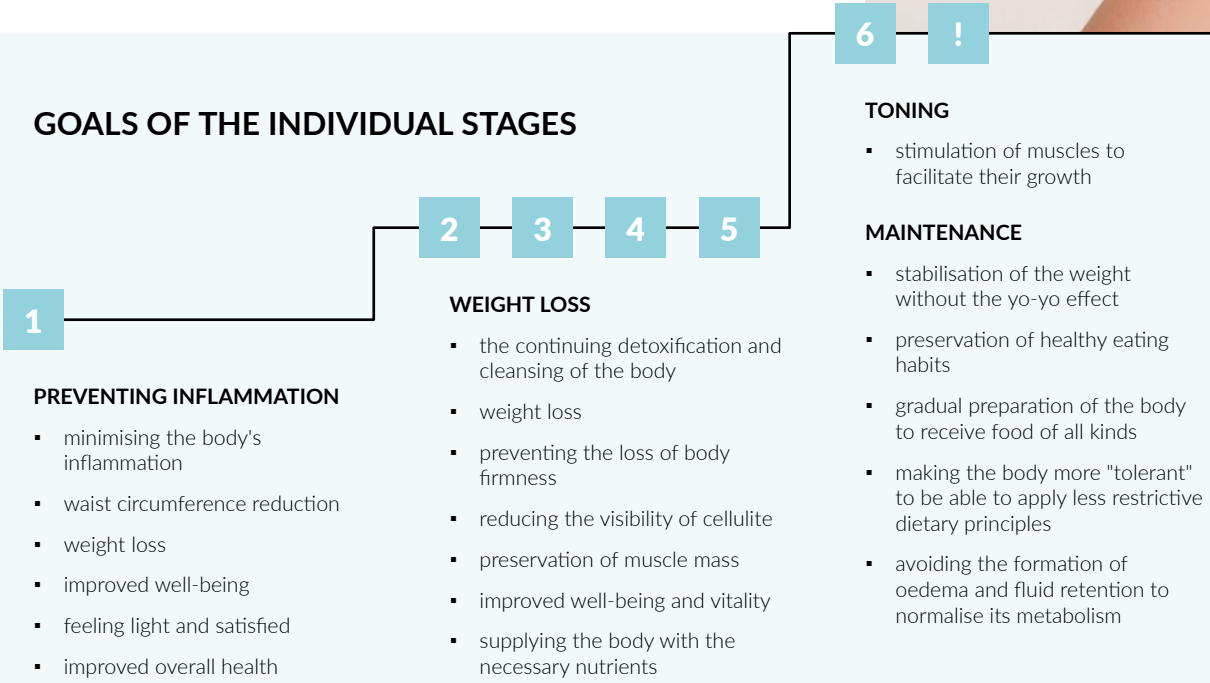 GOALS OF THE INDIVIDUAL STAGES
1
PREVENTING INFLAMMATION
▪ minimising the body's
inflammation
▪ waist circumference reduction
▪ weight loss
▪ improved well-being
▪ feeling light and satisfied
▪ improved overall health
2 3 4 5
WEIGHT LOSS
▪ the continuing detoxification and
cleansing of the body
▪ weight loss
▪ preventing the loss of body
firmness
▪ reducing the visibility of cellulite
▪ preservation of muscle mass
▪ improved well-being and vitality
▪ supplying the body with the
necessary nutrients
6 !
TONING
▪ stimulation of muscles to
facilitate their growth
MAINTENANCE
▪ stabilisation of the weight
without the yo-yo effect
▪ preservation of healthy eating
habits
▪ gradual preparation of the body
to receive food of all kinds
▪ making the body more "tolerant"
to be able to apply less restrictive
dietary principles
▪ avoiding the formation of
oedema and fluid retention to
normalise its metabolism